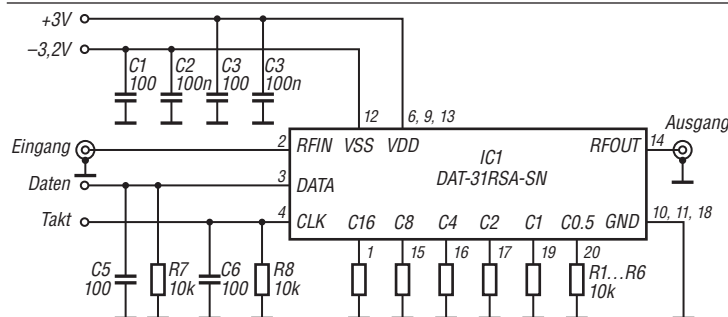 +3V
–3,2V
C1
100
C2
100n
C3
100
C3
100n
12
6, 9, 13
Eingang
2
RFIN
VSS
VDD
IC1
DAT-31RSA-SN
RFOUT
14
Ausgang
Daten
3
DATA
Takt
4
CLK
C16
C8
C4
C2
C1
C0.5
GND
10, 11, 18
1
15
16
17
19
20
C5
100
R7
10k
C6
100
R8
10k
R1...R6
10k